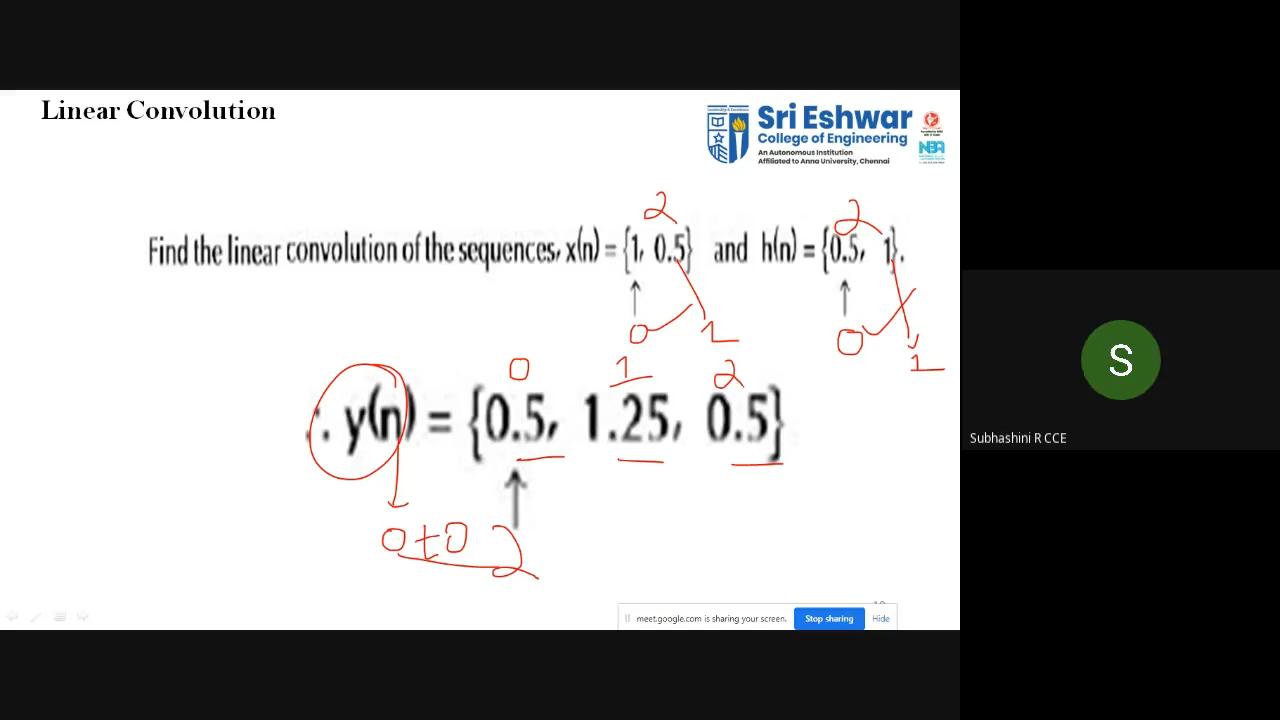 Linear Convolution
Sri Eshwar
College of Engineering
An Autonomous Institution
Affiliated to Anna University, Chennai
NBA
2 2
Find the linear convolution of the sequences, x(n) = {1, 0.5} and h(n) = {0.5, 1}.
↑ ↑
0 1 0 1
0 1 2
∴ y(n) = {0.5, 1.25, 0.5}
↑
0+0 2
meet.google.com is sharing your screen. Stop sharing Hide
S
Subhashini R CCE